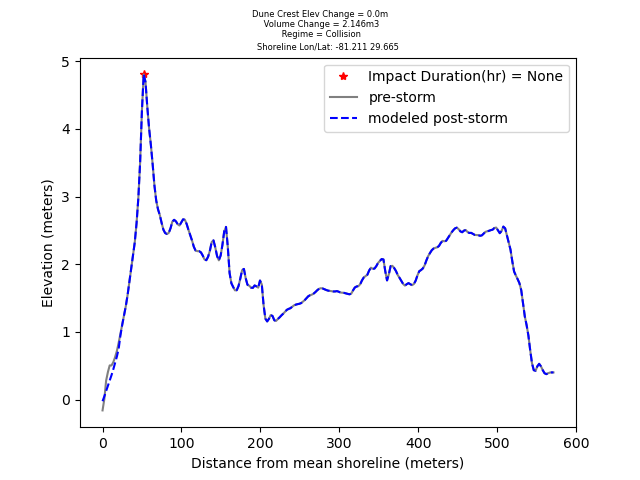 Dune Crest Elev Change = 0.0m
Volume Change = 2.146m3
Regime = Collision
Shoreline Lon/Lat: -81.211 29.665
Impact Duration(hr) = None
pre-storm
modeled post-storm
Elevation (meters)
5
4
3
2
1
0
0 100 200 300 400 500 600
Distance from mean shoreline (meters)